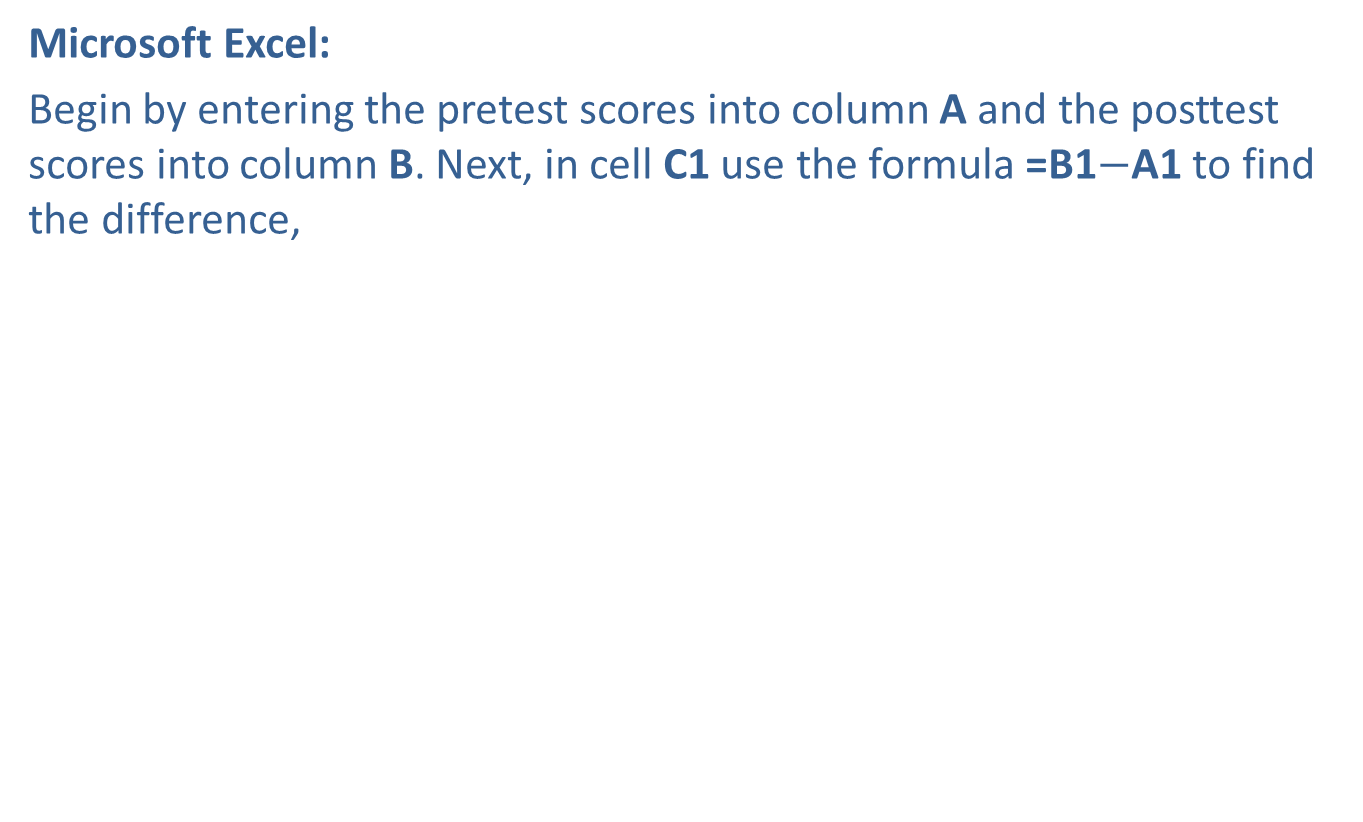 Microsoft Excel:
Begin by entering the pretest scores into column A and the posttest
scores into column B. Next, in cell C1 use the formula =B1−A1 to find
the difference,